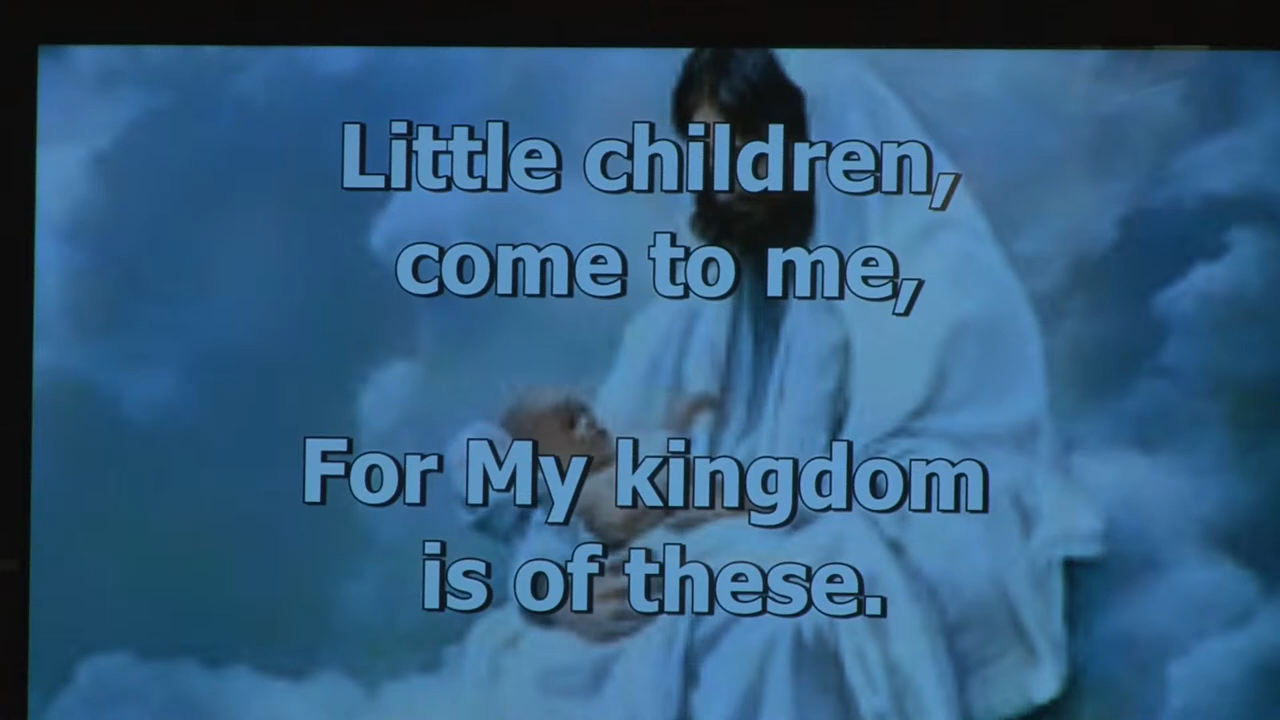 Little children,
come to me,
For My kingdom
is of these.